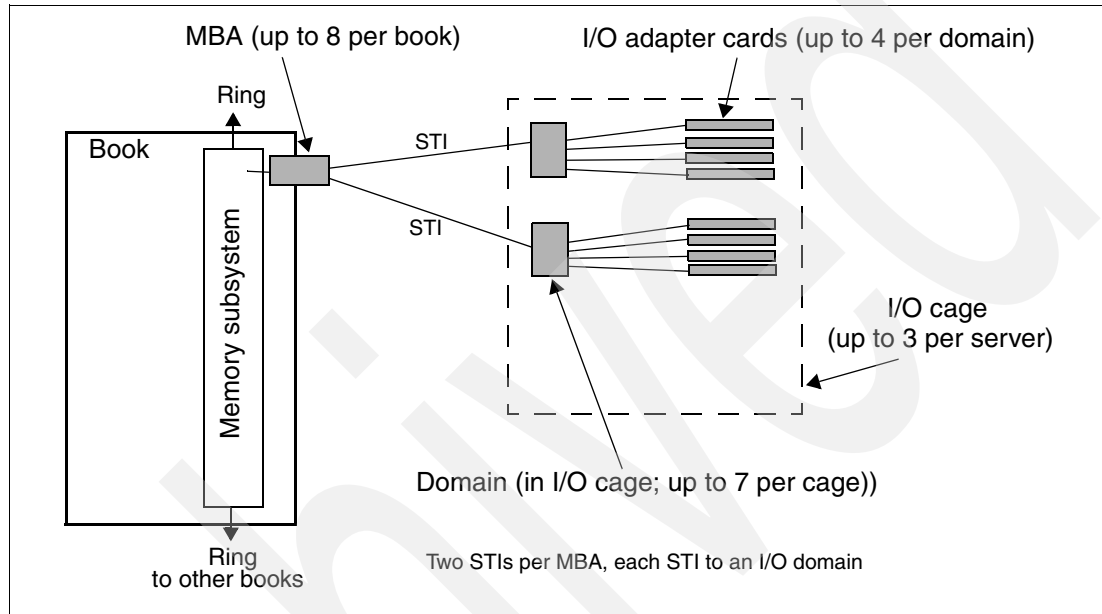 MBA (up to 8 per book)
I/O adapter cards (up to 4 per domain)
Ring
Book
STI
STI
Memory subsystem
I/O cage
(up to 3 per server)
Domain (in I/O cage; up to 7 per cage))
Ring
to other books
Two STIs per MBA, each STI to an I/O domain